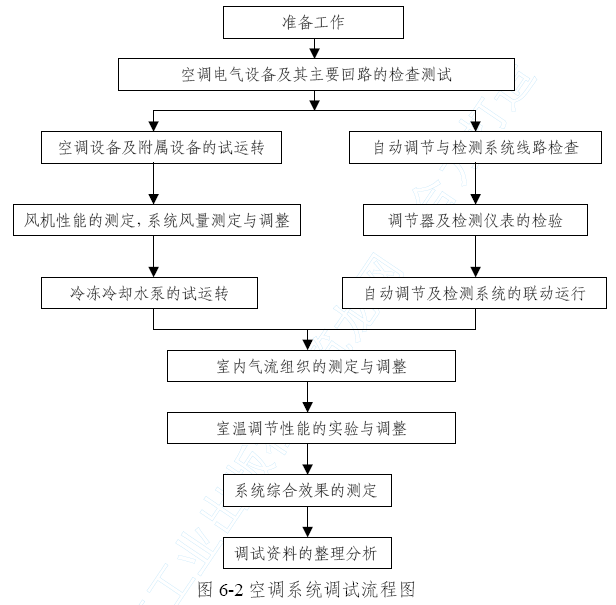 准备工作
空调电气设备及其主要回路的检查测试
空调设备及附属设备的试运转
自动调节与检测系统线路检查
风机性能的测定，系统风量测定与调整
调节器及检测仪表的检验
冷冻冷却水泵的试运转
自动调节及检测系统的联动运行
室内气流组织的测定与调整
室温调节性能的实验与调整
系统综合效果的测定
调试资料的整理分析
图 6-2 空调系统调试流程图